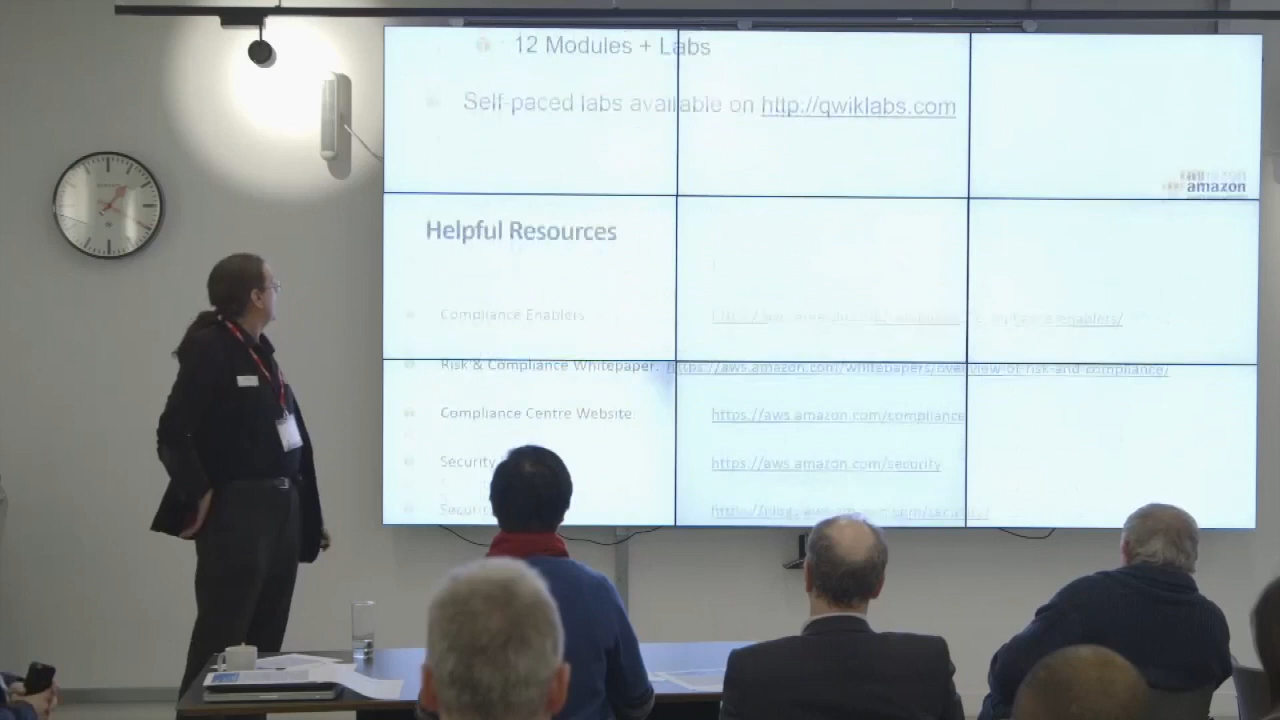 12 Modules + Labs
Self-paced labs available on http://qwiklabs.com
amazon
Helpful Resources
Compliance Enablers
Risk & Compliance Whitepaper: https://aws.amazon.com/whitepapers/overview-of-risk-and-compliance/
Compliance Centre Website https://aws.amazon.com/compliance
Security https://aws.amazon.com/security